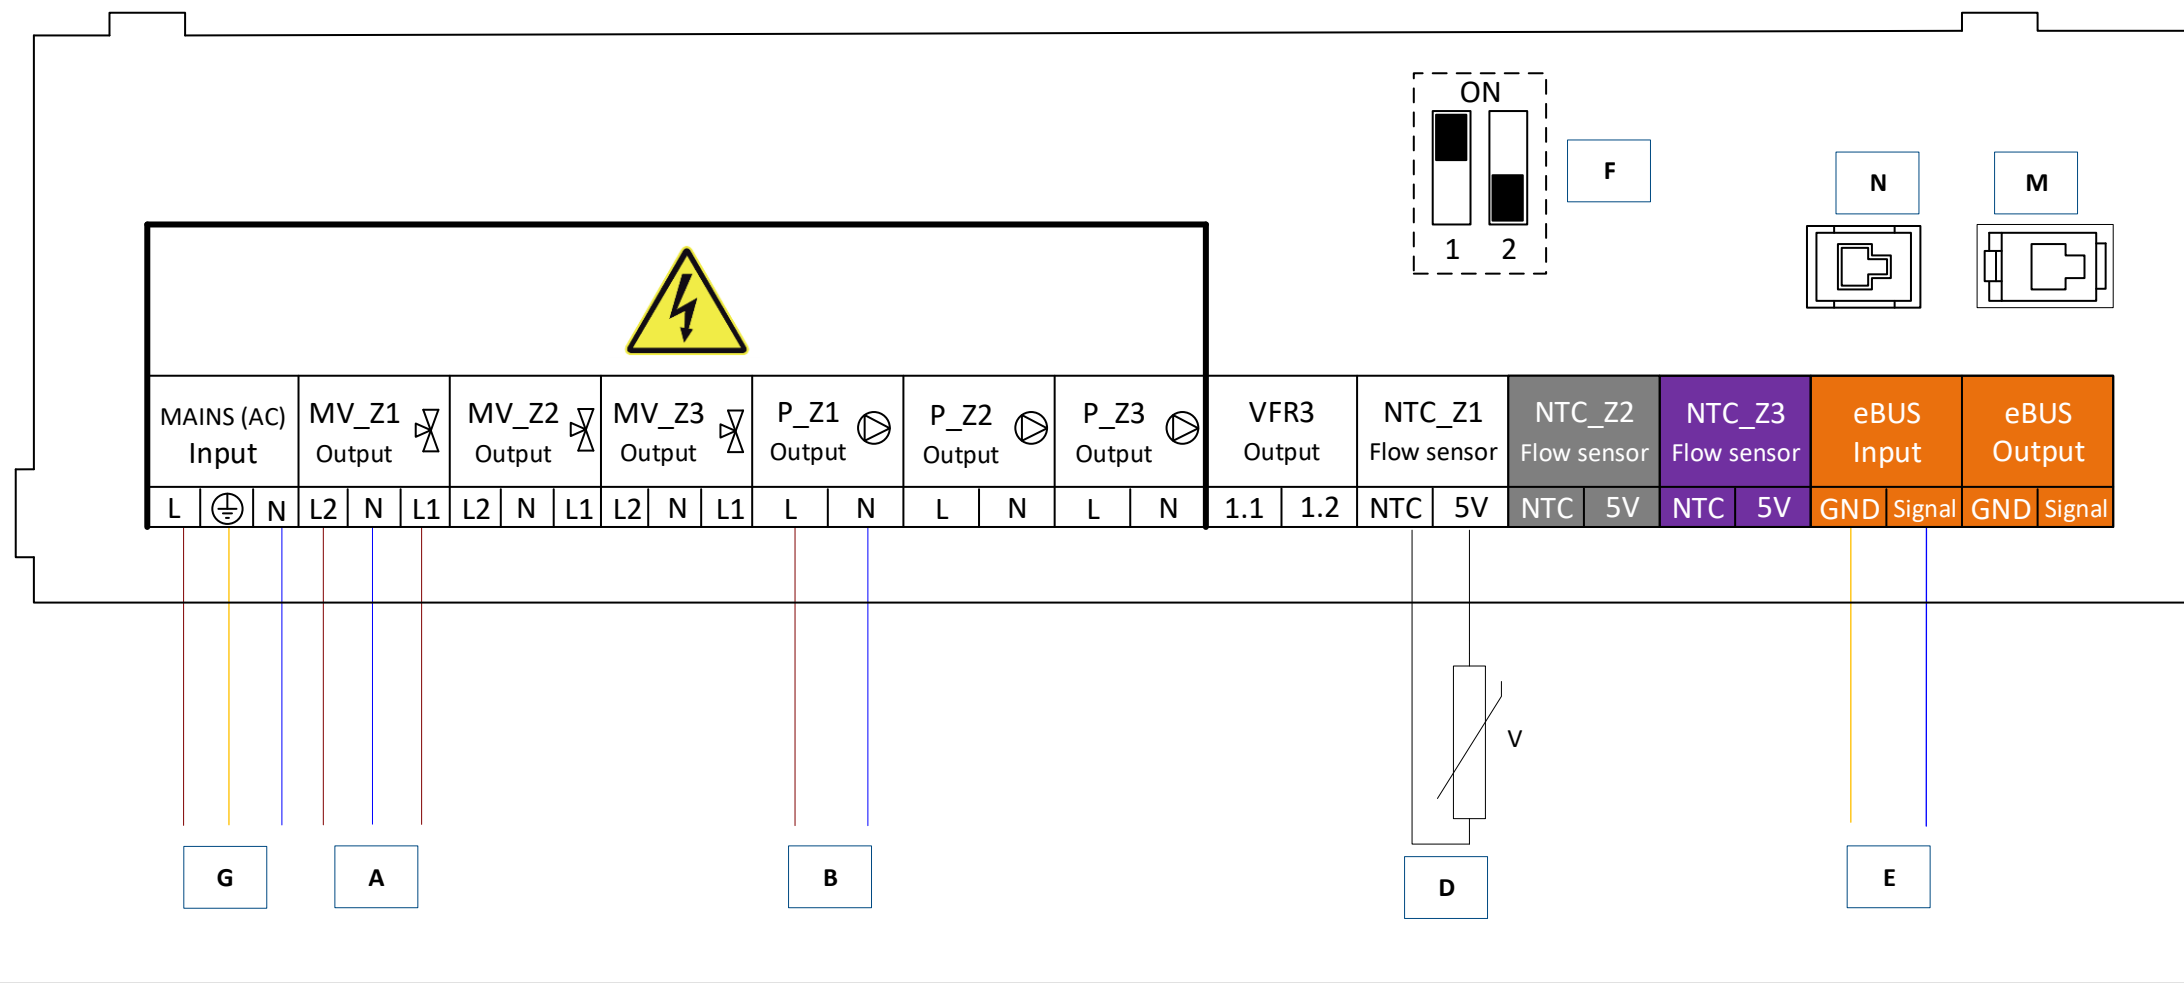 ON
1 2
F
N
M
MAINS (AC)
Input
MV_Z1
Output
MV_Z2
Output
MV_Z3
Output
P_Z1
Output
P_Z2
Output
P_Z3
Output
VFR3
Output
NTC_Z1
Flow sensor
NTC_Z2
Flow sensor
NTC_Z3
Flow sensor
eBUS
Input
eBUS
Output
L N L2 N L1 L2 N L1 L2 N L1 L N L N L N 1.1 1.2 NTC 5V NTC 5V NTC 5V GND Signal GND Signal
V
G
A
B
D
E